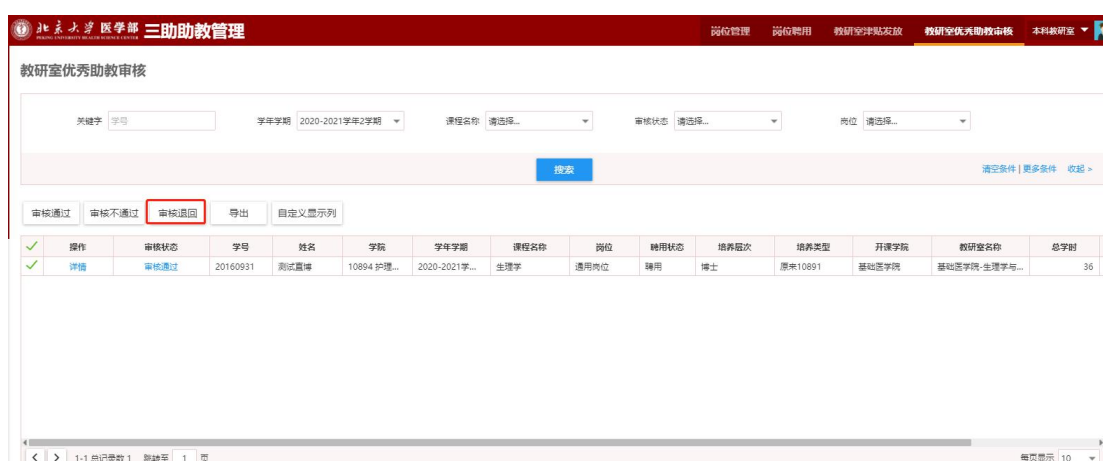 北京大学 医学部 三助助教管理 岗位管理 岗位聘用 教研室津贴发放 教研室优秀助教审核 本科教研室
PEKING UNIVERSITY HEALTH SCIENCE CENTER
教研室优秀助教审核
关键字 学号 学年学期 2020-2021学年2学期 课程名称 请选择... 审核状态 请选择... 岗位 请选择...
搜索 清空条件 | 更多条件 收起 >
审核通过 审核不通过 审核退回 导出 自定义显示列
操作 审核状态 学号 姓名 学院 学年学期 课程名称 岗位 聘用状态 培养层次 培养类型 开课学院 教研室名称 总学时
详情 审核通过 20160931 测试直博 10894 护理... 2020-2021学... 生理学 通用岗位 聘用 博士 原来10891 基础医学院 基础医学院-生理学与... 36
< > 1-1 总记录数 1 跳转至 1 页 每页显示 10